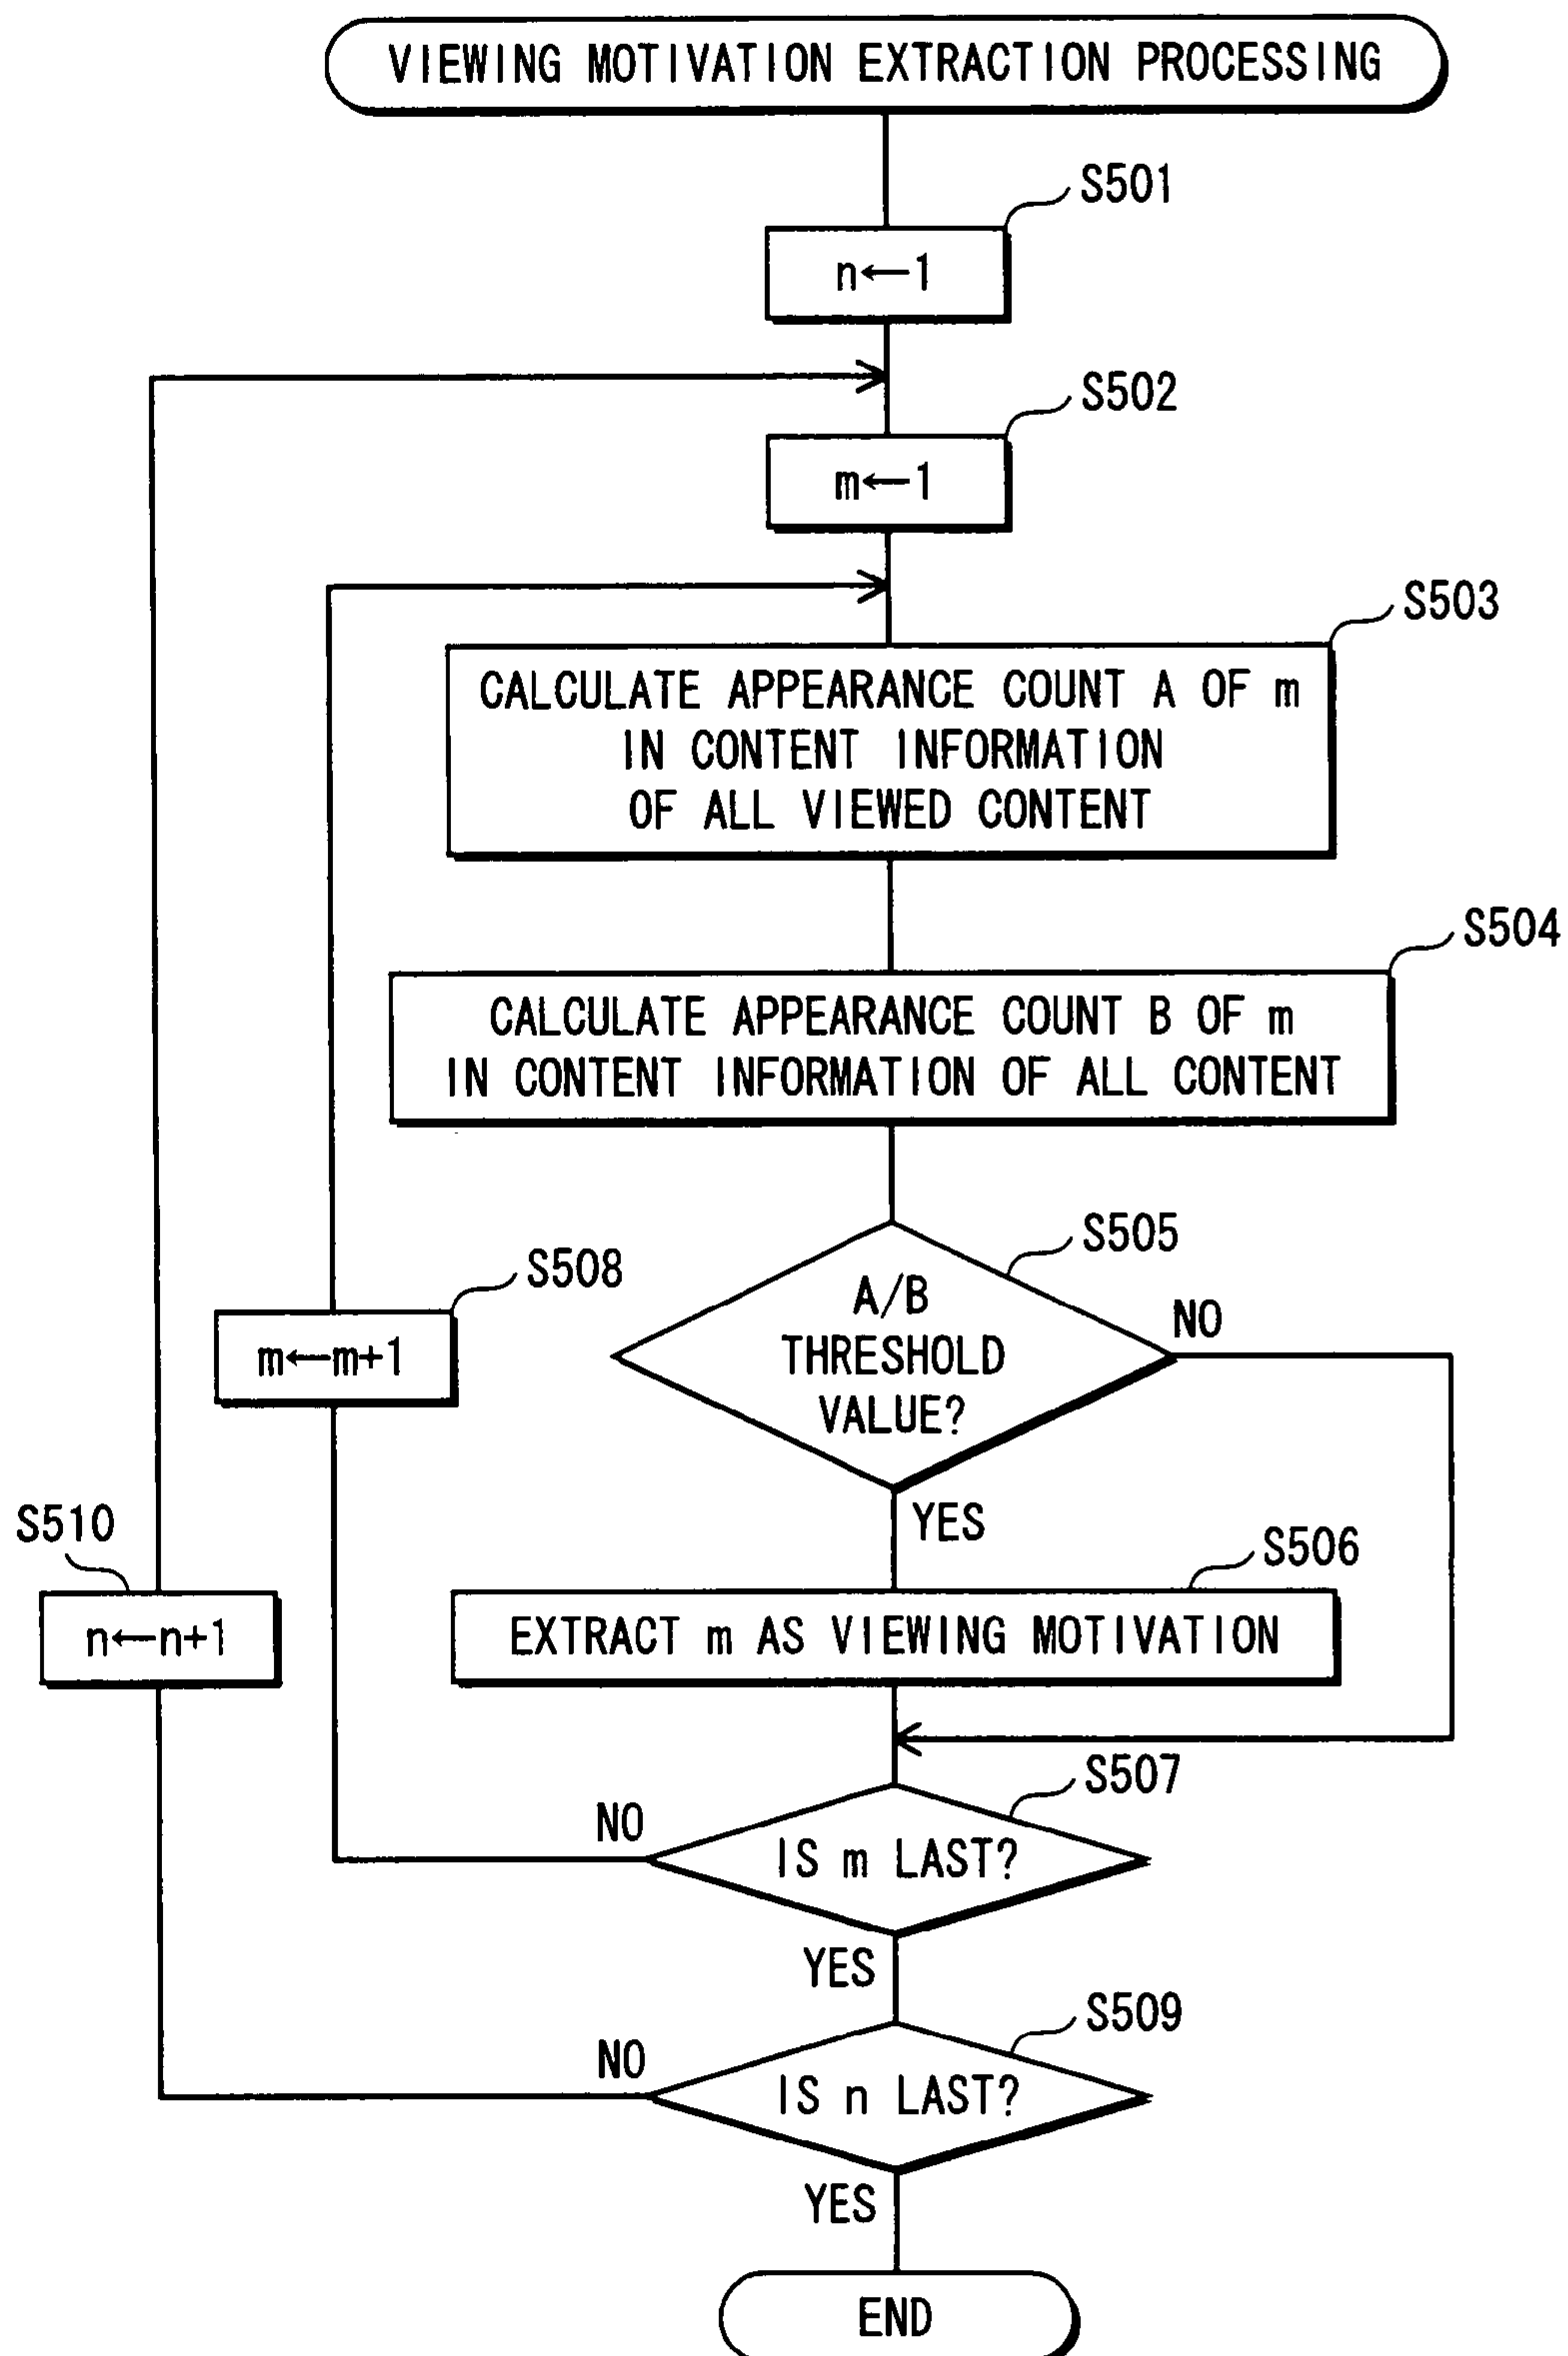 VIEWING MOTIVATION EXTRACTION PROCESSING
S501
n←1
S502
m←1
S503
CALCULATE APPEARANCE COUNT A OF m
IN CONTENT INFORMATION
OF ALL VIEWED CONTENT
S504
CALCULATE APPEARANCE COUNT B OF m
IN CONTENT INFORMATION OF ALL CONTENT
S505
A/B
THRESHOLD
VALUE?
NO
S508
m←m+1
YES
S510
n←n+1
S506
EXTRACT m AS VIEWING MOTIVATION
S507
NO
IS m LAST?
YES
S509
NO
IS n LAST?
YES
END